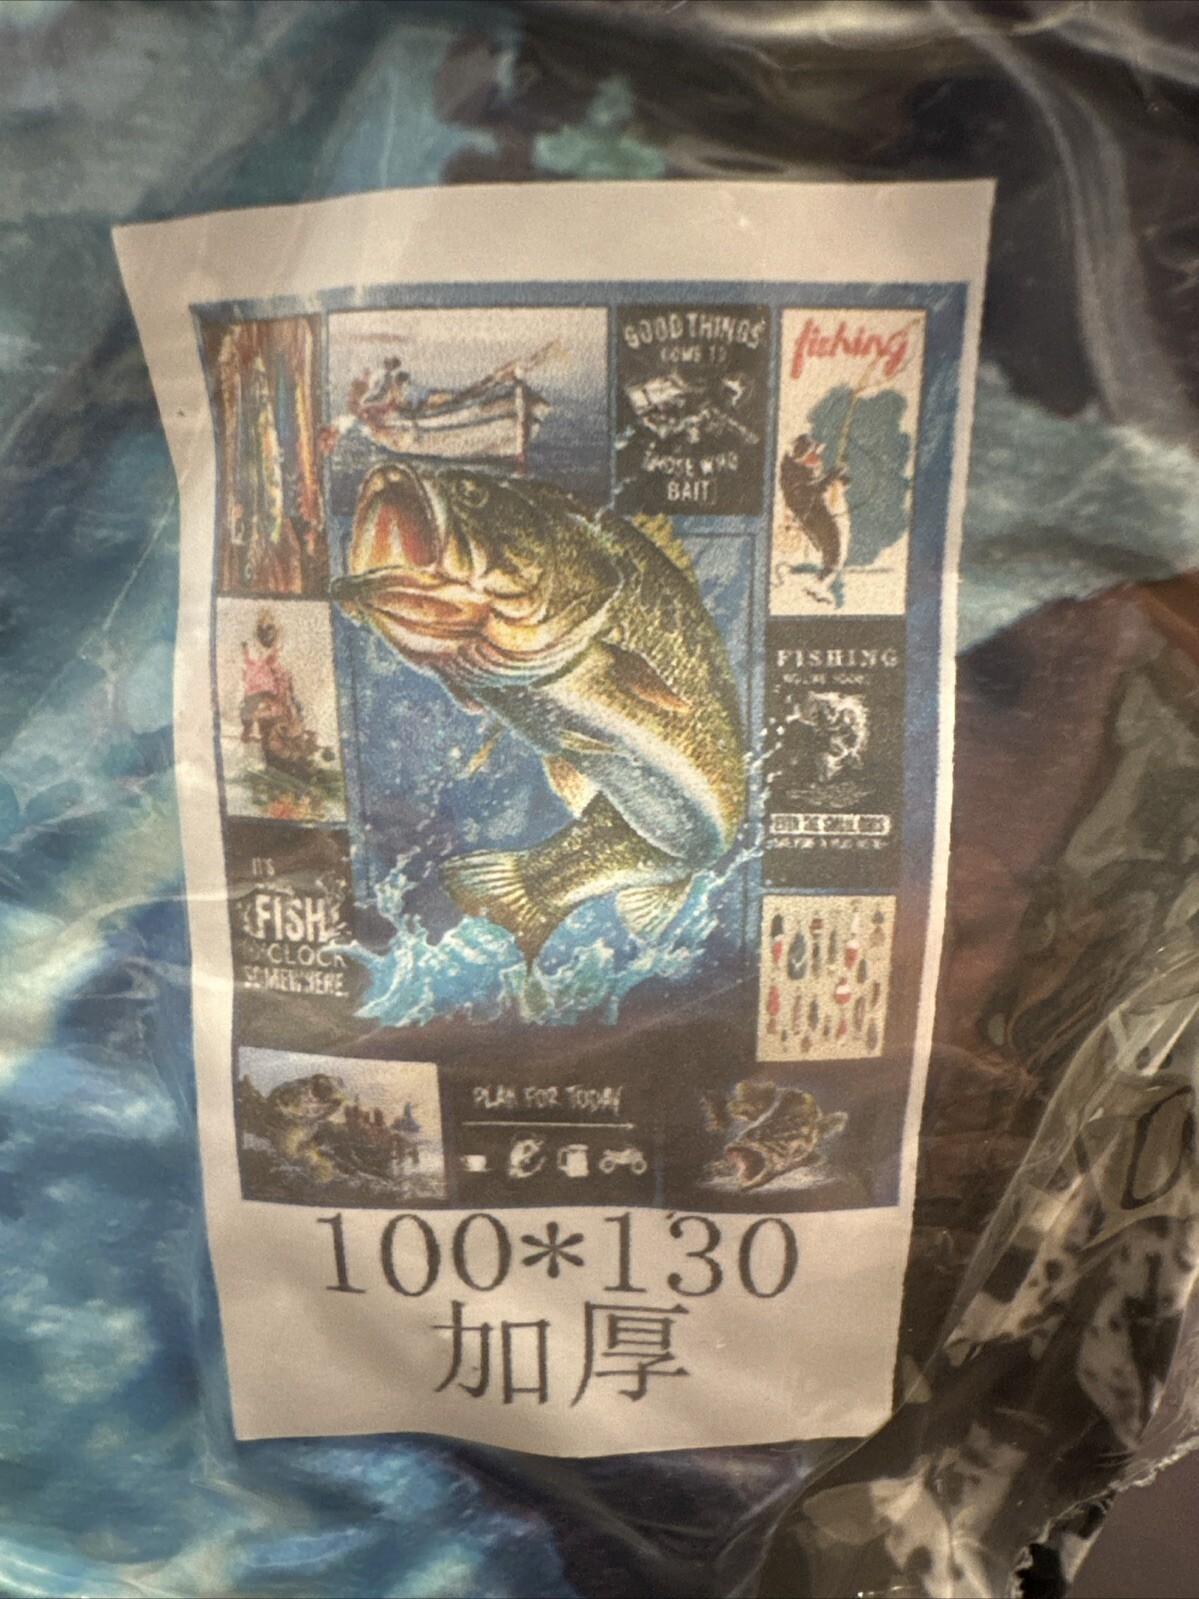 GOOD THINGS
COME TO
THOSE WHO
BAIT
fishing
FISHING
IT'S
FISH
O'CLOCK
SOMEWHERE
PLAN FOR TODAY
100*130
加厚